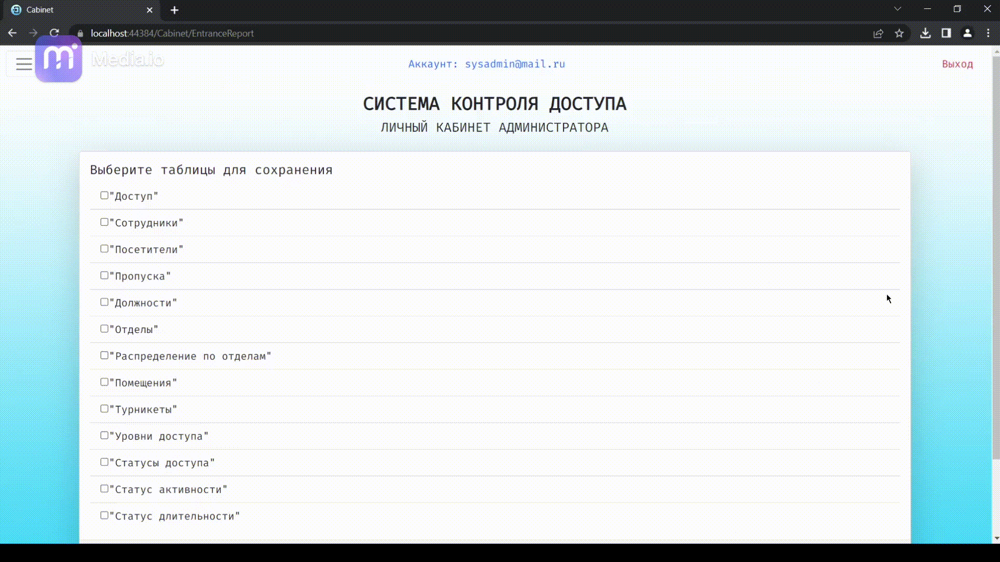 Cabinet
localhost:44384/Cabinet/EntranceReport
Media.io
Аккаунт: sysadmin@mail.ru
Выход
СИСТЕМА КОНТРОЛЯ ДОСТУПА
ЛИЧНЫЙ КАБИНЕТ АДМИНИСТРАТОРА
Выберите таблицы для сохранения
"Доступ"
"Сотрудники"
"Посетители"
"Пропуска"
"Должности"
"Отделы"
"Распределение по отделам"
"Помещения"
"Турникеты"
"Уровни доступа"
"Статусы доступа"
"Статус активности"
"Статус длительности"